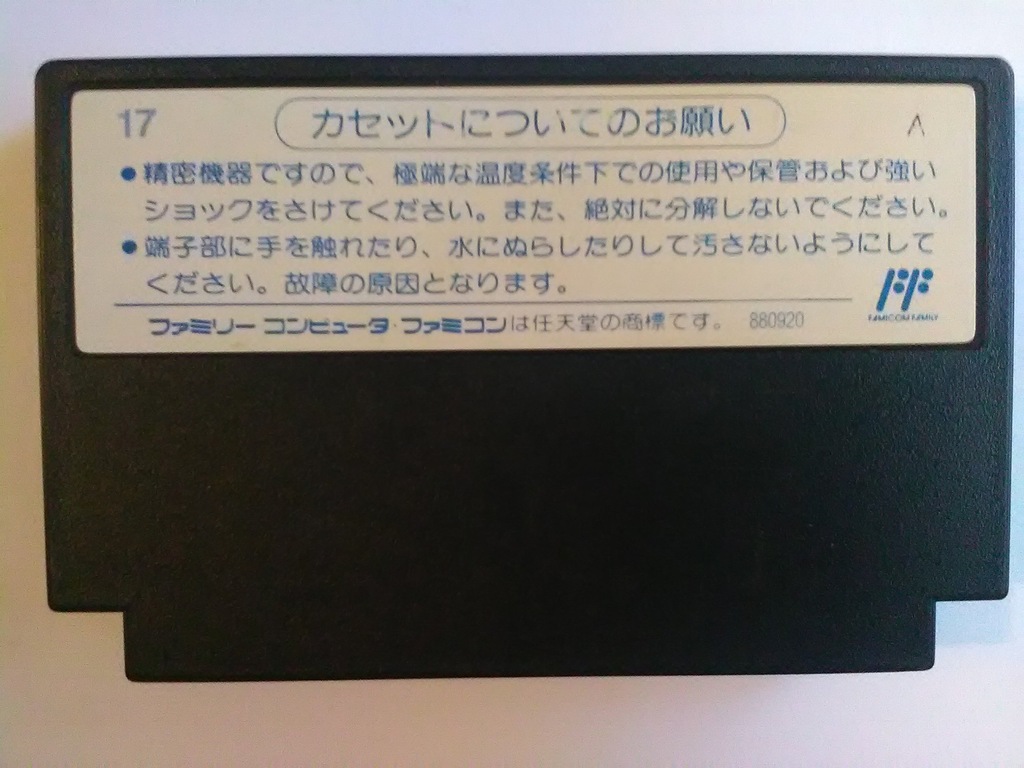 17
カセットについてのお願い
A
●精密機器ですので、極端な温度条件下での使用や保管および強い
ショックをさけてください。また、絶対に分解しないでください。
●端子部に手を触れたり、水にぬらしたりして汚さないようにして
ください。故障の原因となります。
FF
FAMICOM FAMILY
ファミリーコンピュータ・ファミコンは任天堂の商標です。 880920